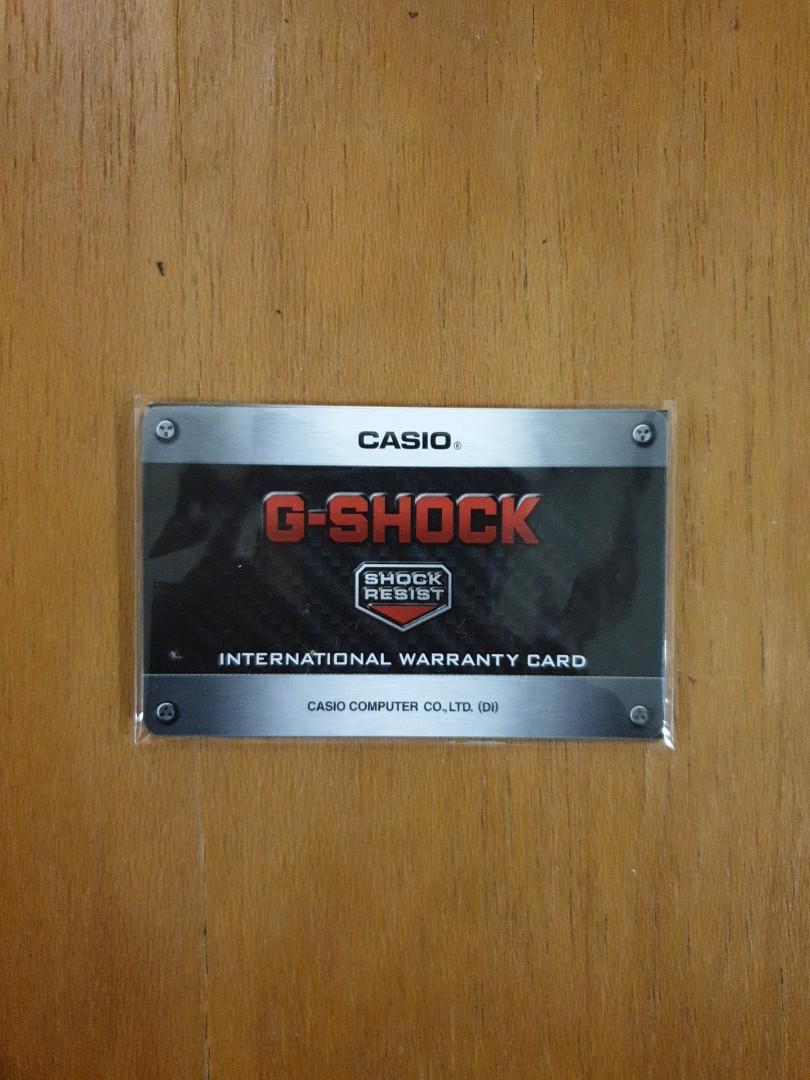 CASIO®
G-SHOCK
SHOCK
RESIST
INTERNATIONAL WARRANTY CARD
CASIO COMPUTER CO., LTD. (DI)